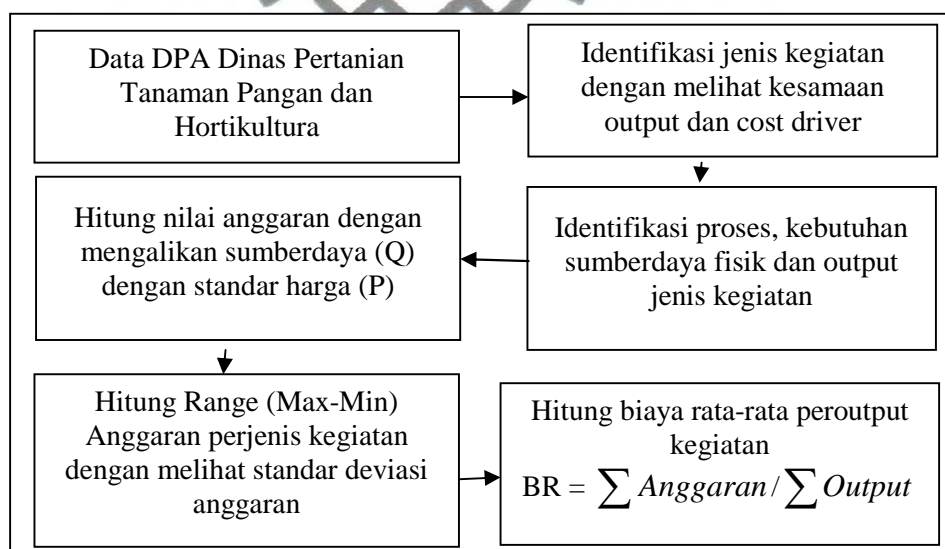 Data DPA Dinas Pertanian
Tanaman Pangan dan
Hortikultura
Identifikasi jenis kegiatan
dengan melihat kesamaan
output dan cost driver
Identifikasi proses, kebutuhan
sumberdaya fisik dan output
jenis kegiatan
Hitung nilai anggaran dengan
mengalikan sumberdaya (Q)
dengan standar harga (P)
Hitung Range (Max-Min)
Anggaran perjenis kegiatan
dengan melihat standar deviasi
anggaran
Hitung biaya rata-rata peroutput
kegiatan
BR = ∑ Anggaran / ∑ Output